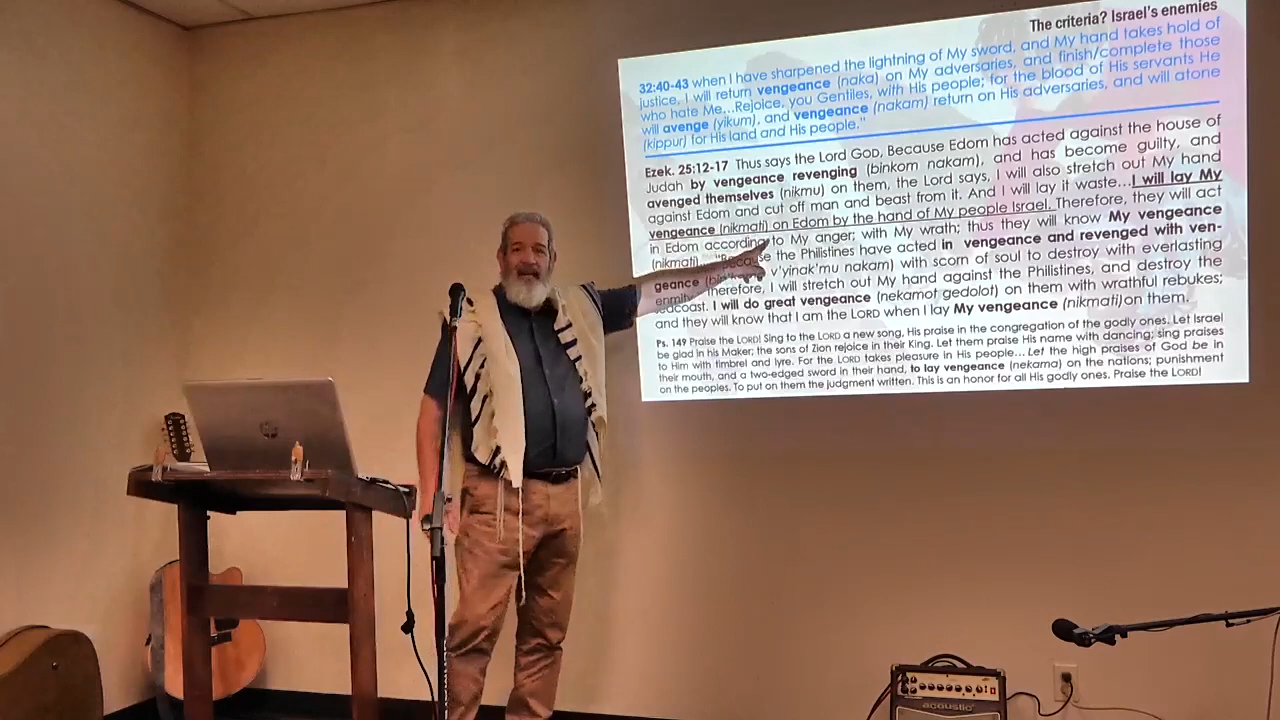 The criteria? Israel's enemies
32:40-43 when I have sharpened the lightning of My sword, and My hand takes hold of
justice, I will return vengeance (naka) on My adversaries, and finish/complete those
who hate Me...Rejoice, you Gentiles, with His people; for the blood of His servants He
will avenge (yikum), and vengeance (nakam) return on His adversaries, and will atone
(kippur) for His land and His people."
Ezek. 25:12-17 Thus says the Lord GOD, Because Edom has acted against the house of
Judah by vengeance revenging (binkom nakam), and has become guilty, and
avenged themselves (nikmu) on them, the Lord says, I will also stretch out My hand
against Edom and cut off man and beast from it. And I will lay it waste...I will lay My
vengeance (nikmati) on Edom by the hand of My people Israel. Therefore, they will act
in Edom according to My anger; with My wrath; thus they will know My vengeance
(nikmati)... "Because the Philistines have acted in vengeance and revenged with ven-
geance v'yinak'mu nakam) with scorn of soul to destroy with everlasting
enmity Therefore, I will stretch out My hand against the Philistines, and destroy the
seacoast. I will do great vengeance (nekamot gedolot) on them with wrathful rebukes;
and they will know that I am the LORD when I lay My vengeance (nikmati)on them.
Ps. 149 Praise the LORD! Sing to the LORD a new song, His praise in the congregation of the godly ones. Let Israel
be glad in his Maker; the sons of Zion rejoice in their King. Let them praise His name with dancing; sing praises
to Him with timbrel and lyre. For the LORD takes pleasure in His people... Let the high praises of God be in
their mouth, and a two-edged sword in their hand, to lay vengeance (nekama) on the nations; punishment
on the peoples. To put on them the judgment written. This is an honor for all His godly ones. Praise the LORD!
hp
acoustic